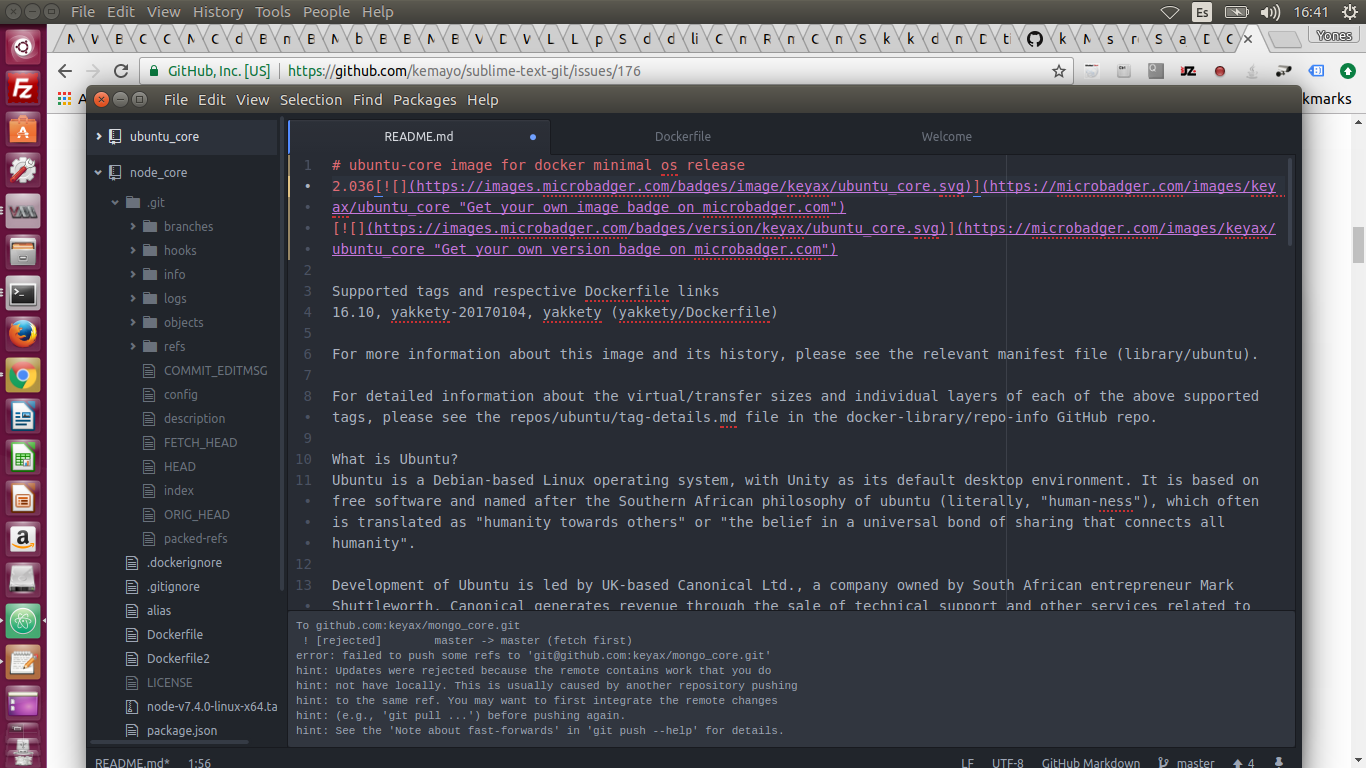 File Edit View History Tools People Help
Es
16:41
M V B C C M C d B n B M b B B M B V D V L L p S d d li C n R n C n S k k d n D ti k M s r S a D C
Yones
GitHub, Inc. [US] https://github.com/kemayo/sublime-text-git/issues/176
kmarks
File Edit View Selection Find Packages Help
ubuntu_core
node_core
.git
branches
hooks
info
logs
objects
refs
COMMIT_EDITMSG
config
description
FETCH_HEAD
HEAD
index
ORIG_HEAD
packed-refs
.dockerignore
.gitignore
alias
Dockerfile
Dockerfile2
LICENSE
node-v7.4.0-linux-x64.ta
package.json
README.md Dockerfile Welcome
1 # ubuntu-core image for docker minimal os release
2.036[![](https://images.microbadger.com/badges/image/keyax/ubuntu_core.svg)](https://microbadger.com/images/key
ax/ubuntu_core "Get your own image badge on microbadger.com")
[![](https://images.microbadger.com/badges/version/keyax/ubuntu_core.svg)](https://microbadger.com/images/keyax/
ubuntu_core "Get your own version badge on microbadger.com")
2
3 Supported tags and respective Dockerfile links
4 16.10, yakkety-20170104, yakkety (yakkety/Dockerfile)
5
6 For more information about this image and its history, please see the relevant manifest file (library/ubuntu).
7
8 For detailed information about the virtual/transfer sizes and individual layers of each of the above supported
tags, please see the repos/ubuntu/tag-details.md file in the docker-library/repo-info GitHub repo.
9
10 What is Ubuntu?
11 Ubuntu is a Debian-based Linux operating system, with Unity as its default desktop environment. It is based on
free software and named after the Southern African philosophy of ubuntu (literally, "human-ness"), which often
is translated as "humanity towards others" or "the belief in a universal bond of sharing that connects all
humanity".
12
13 Development of Ubuntu is led by UK-based Canonical Ltd., a company owned by South African entrepreneur Mark
Shuttleworth. Canonical generates revenue through the sale of technical support and other services related to
To github.com:keyax/mongo_core.git
! [rejected] master -> master (fetch first)
error: failed to push some refs to 'git@github.com:keyax/mongo_core.git'
hint: Updates were rejected because the remote contains work that you do
hint: not have locally. This is usually caused by another repository pushing
hint: to the same ref. You may want to first integrate the remote changes
hint: (e.g., 'git pull ...') before pushing again.
hint: See the 'Note about fast-forwards' in 'git push --help' for details.
README.md* 1:56 LF UTF-8 GitHub Markdown master 4